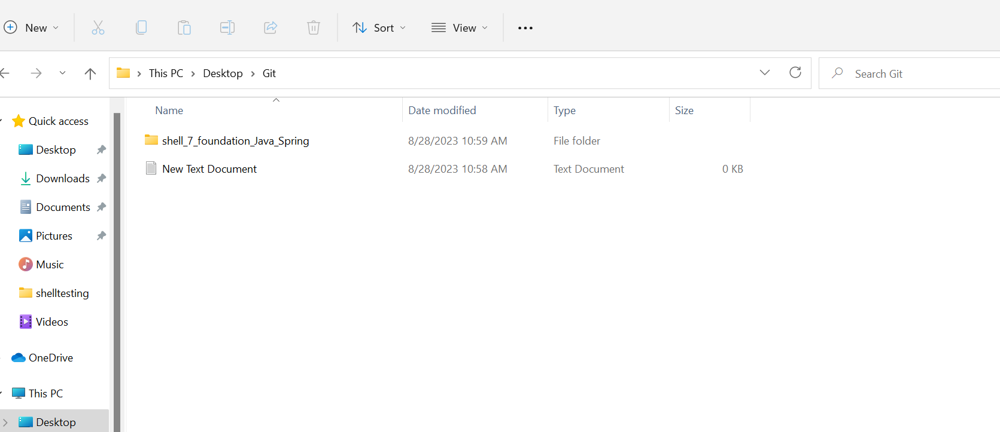 New
Sort
View
This PC
Desktop
Git
Search Git
Name
Date modified
Type
Size
Quick access
shell_7_foundation_Java_Spring
8/28/2023 10:59 AM
File folder
Desktop
New Text Document
8/28/2023 10:58 AM
Text Document
0 KB
Downloads
Documents
Pictures
Music
shelltesting
Videos
OneDrive
This PC
Desktop